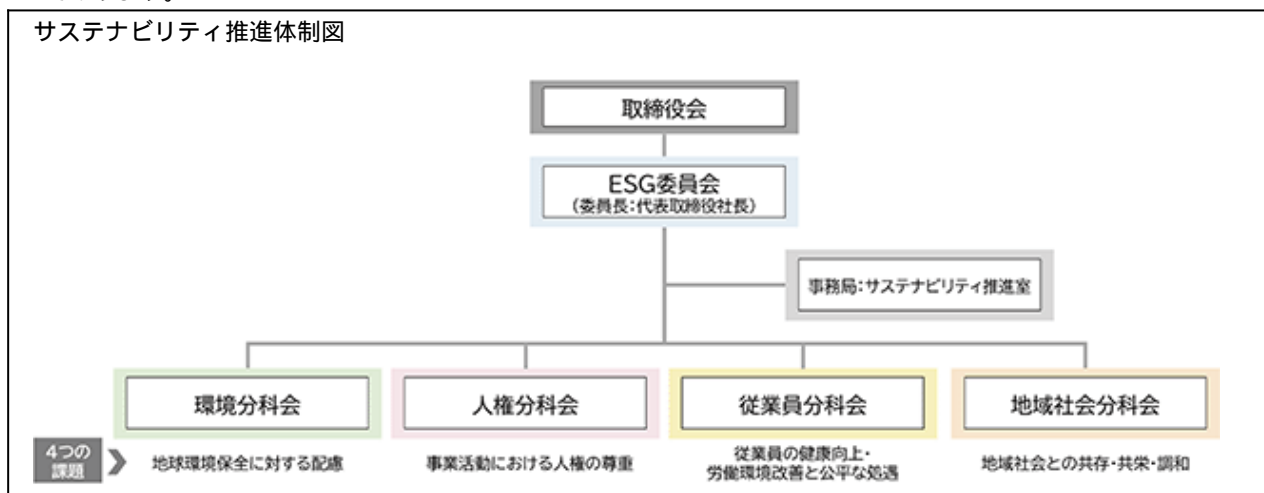 サステナビリティ推進体制図
取締役会
ESG委員会
（委員長：代表取締役社長）
事務局：サステナビリティ推進室
環境分科会
人権分科会
従業員分科会
地域社会分科会
4つの
課題
地球環境保全に対する配慮
事業活動における人権の尊重
従業員の健康向上・
労働環境改善と公平な処遇
地域社会との共存・共栄・調和